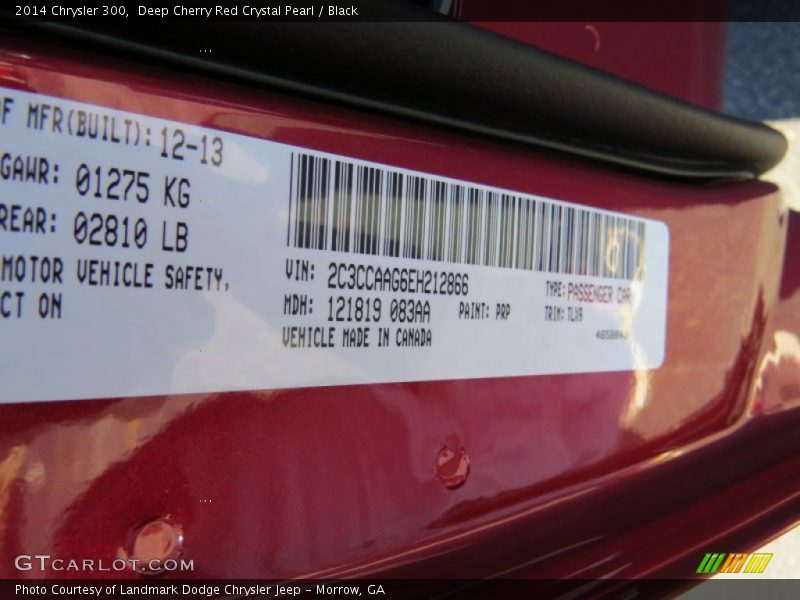 2014 Chrysler 300,  Deep Cherry Red Crystal Pearl / Black
OF MFR(BUILT): 12-13
GAWR: 01275 KG
REAR: 02810 LB
MOTOR VEHICLE SAFETY,
CT ON
VIN: 2C3CCAAG6EH212866
TYPE: PASSENGER CAR
MDH: 121819 083AA
PAINT: PRP
TRIM: TLX9
VEHICLE MADE IN CANADA
GTCARLOT.COM
Photo Courtesy of Landmark Dodge Chrysler Jeep - Morrow, GA